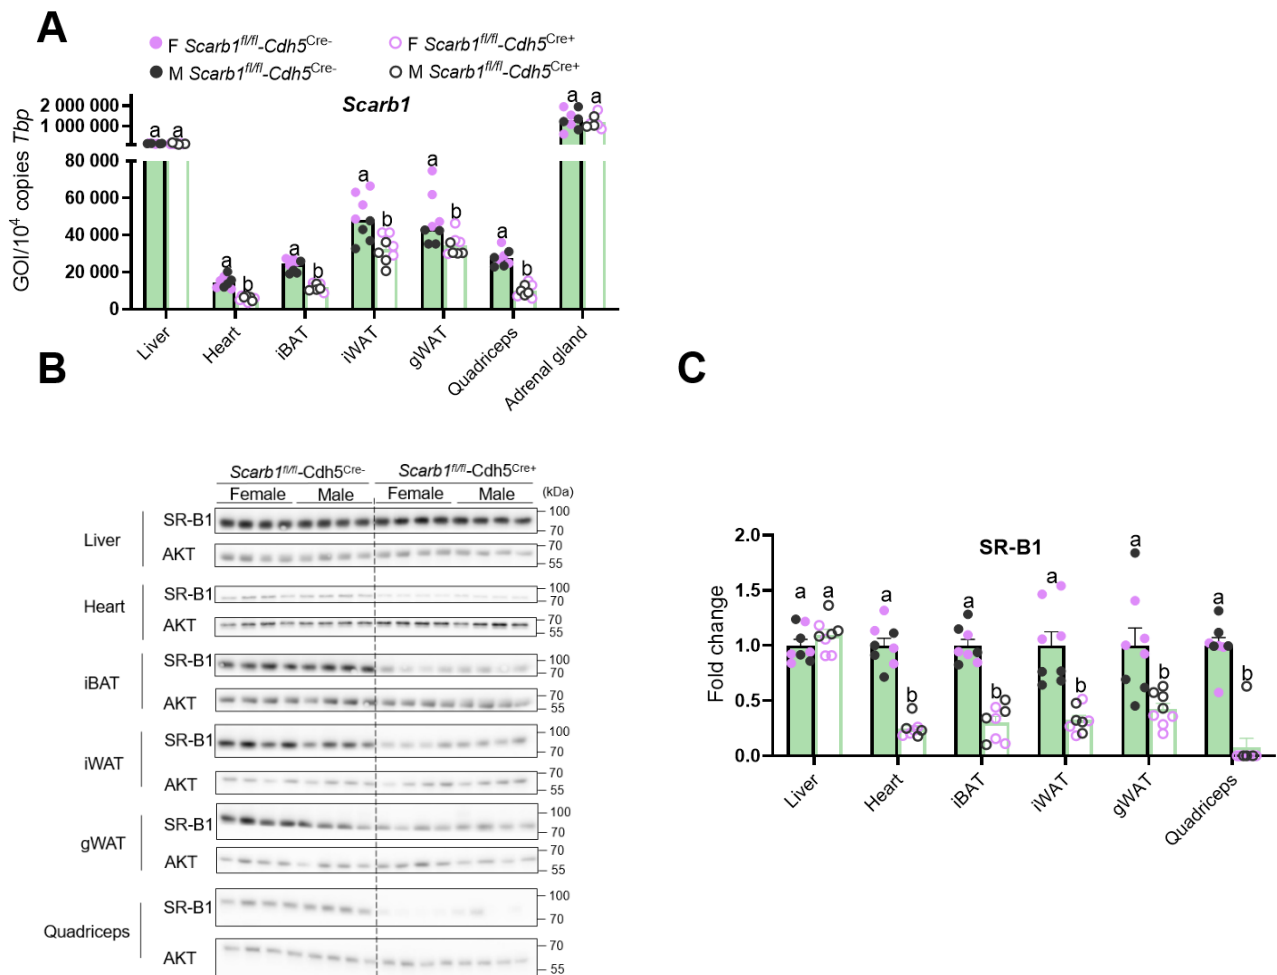 A
F Scarb1fl/fl-Cdh5Cre-
F Scarb1fl/fl-Cdh5Cre+
M Scarb1fl/fl-Cdh5Cre-
M Scarb1fl/fl-Cdh5Cre+
Scarb1
GOI/10⁴ copies Tbp
2 000 000
1 000 000
80 000
60 000
40 000
20 000
0
a a
a b
a b
a b
a b
a b
a a
Liver
Heart
iBAT
iWAT
gWAT
Quadriceps
Adrenal gland
B
Scarb1fl/fl-Cdh5Cre-
Scarb1fl/fl-Cdh5Cre+
Female Male Female Male (kDa)
Liver
SR-B1
100
70
AKT
70
55
Heart
SR-B1
100
70
AKT
70
55
iBAT
SR-B1
100
70
AKT
70
55
iWAT
SR-B1
100
70
AKT
70
55
gWAT
SR-B1
100
70
AKT
70
55
Quadriceps
SR-B1
100
70
AKT
70
55
C
SR-B1
Fold change
2.0
1.5
1.0
0.5
0.0
a a
a b
a b
a b
a b
a b
Liver
Heart
iBAT
iWAT
gWAT
Quadriceps